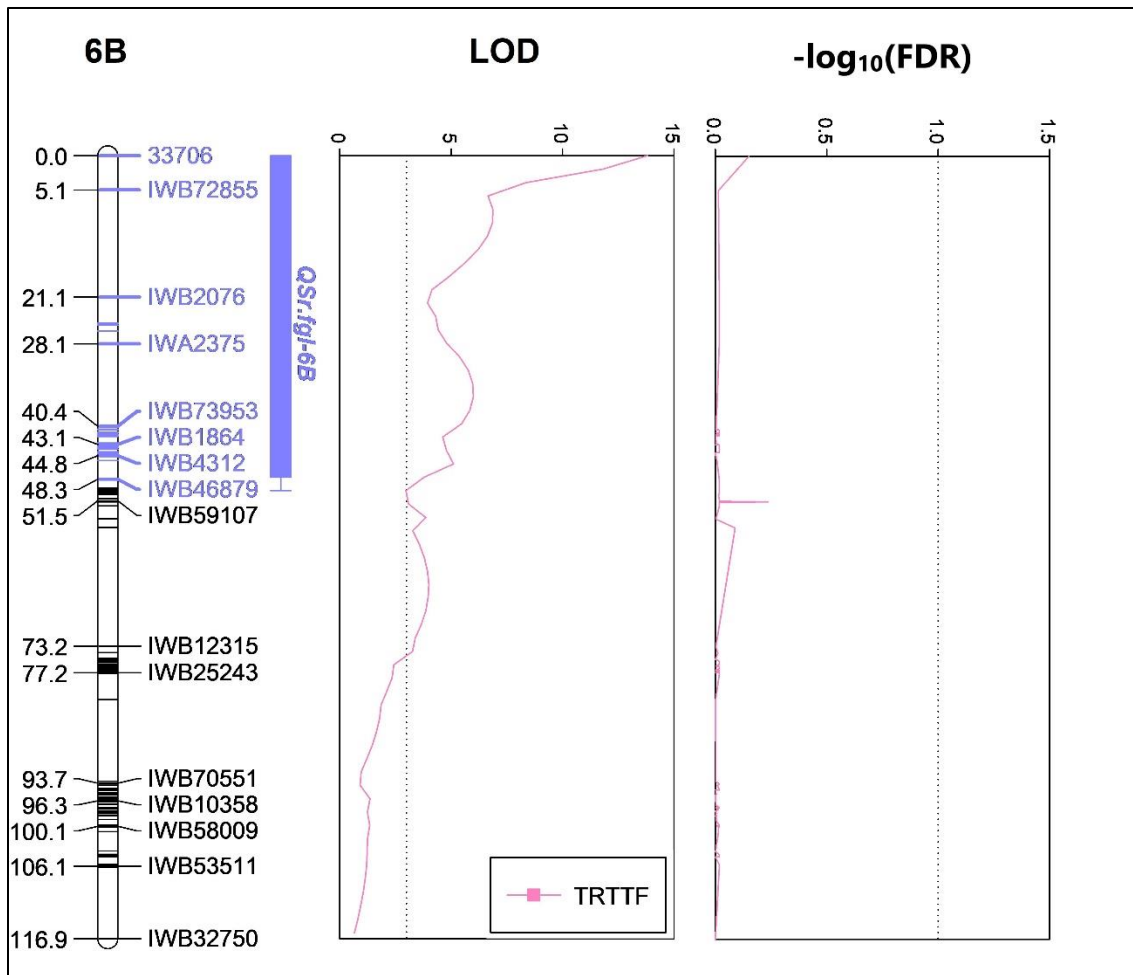 6B
LOD
-log₁₀(FDR)
0 5 10 15
0.0 0.5 1.0 1.5
0.0 33706
5.1 IWB72855
21.1 IWB2076
28.1 IWA2375
40.4 IWB73953
43.1 IWB1864
44.8 IWB4312
48.3 IWB46879
51.5 IWB59107
73.2 IWB12315
77.2 IWB25243
93.7 IWB70551
96.3 IWB10358
100.1 IWB58009
106.1 IWB53511
116.9 IWB32750
QSr.fgl-6B
TRTTF